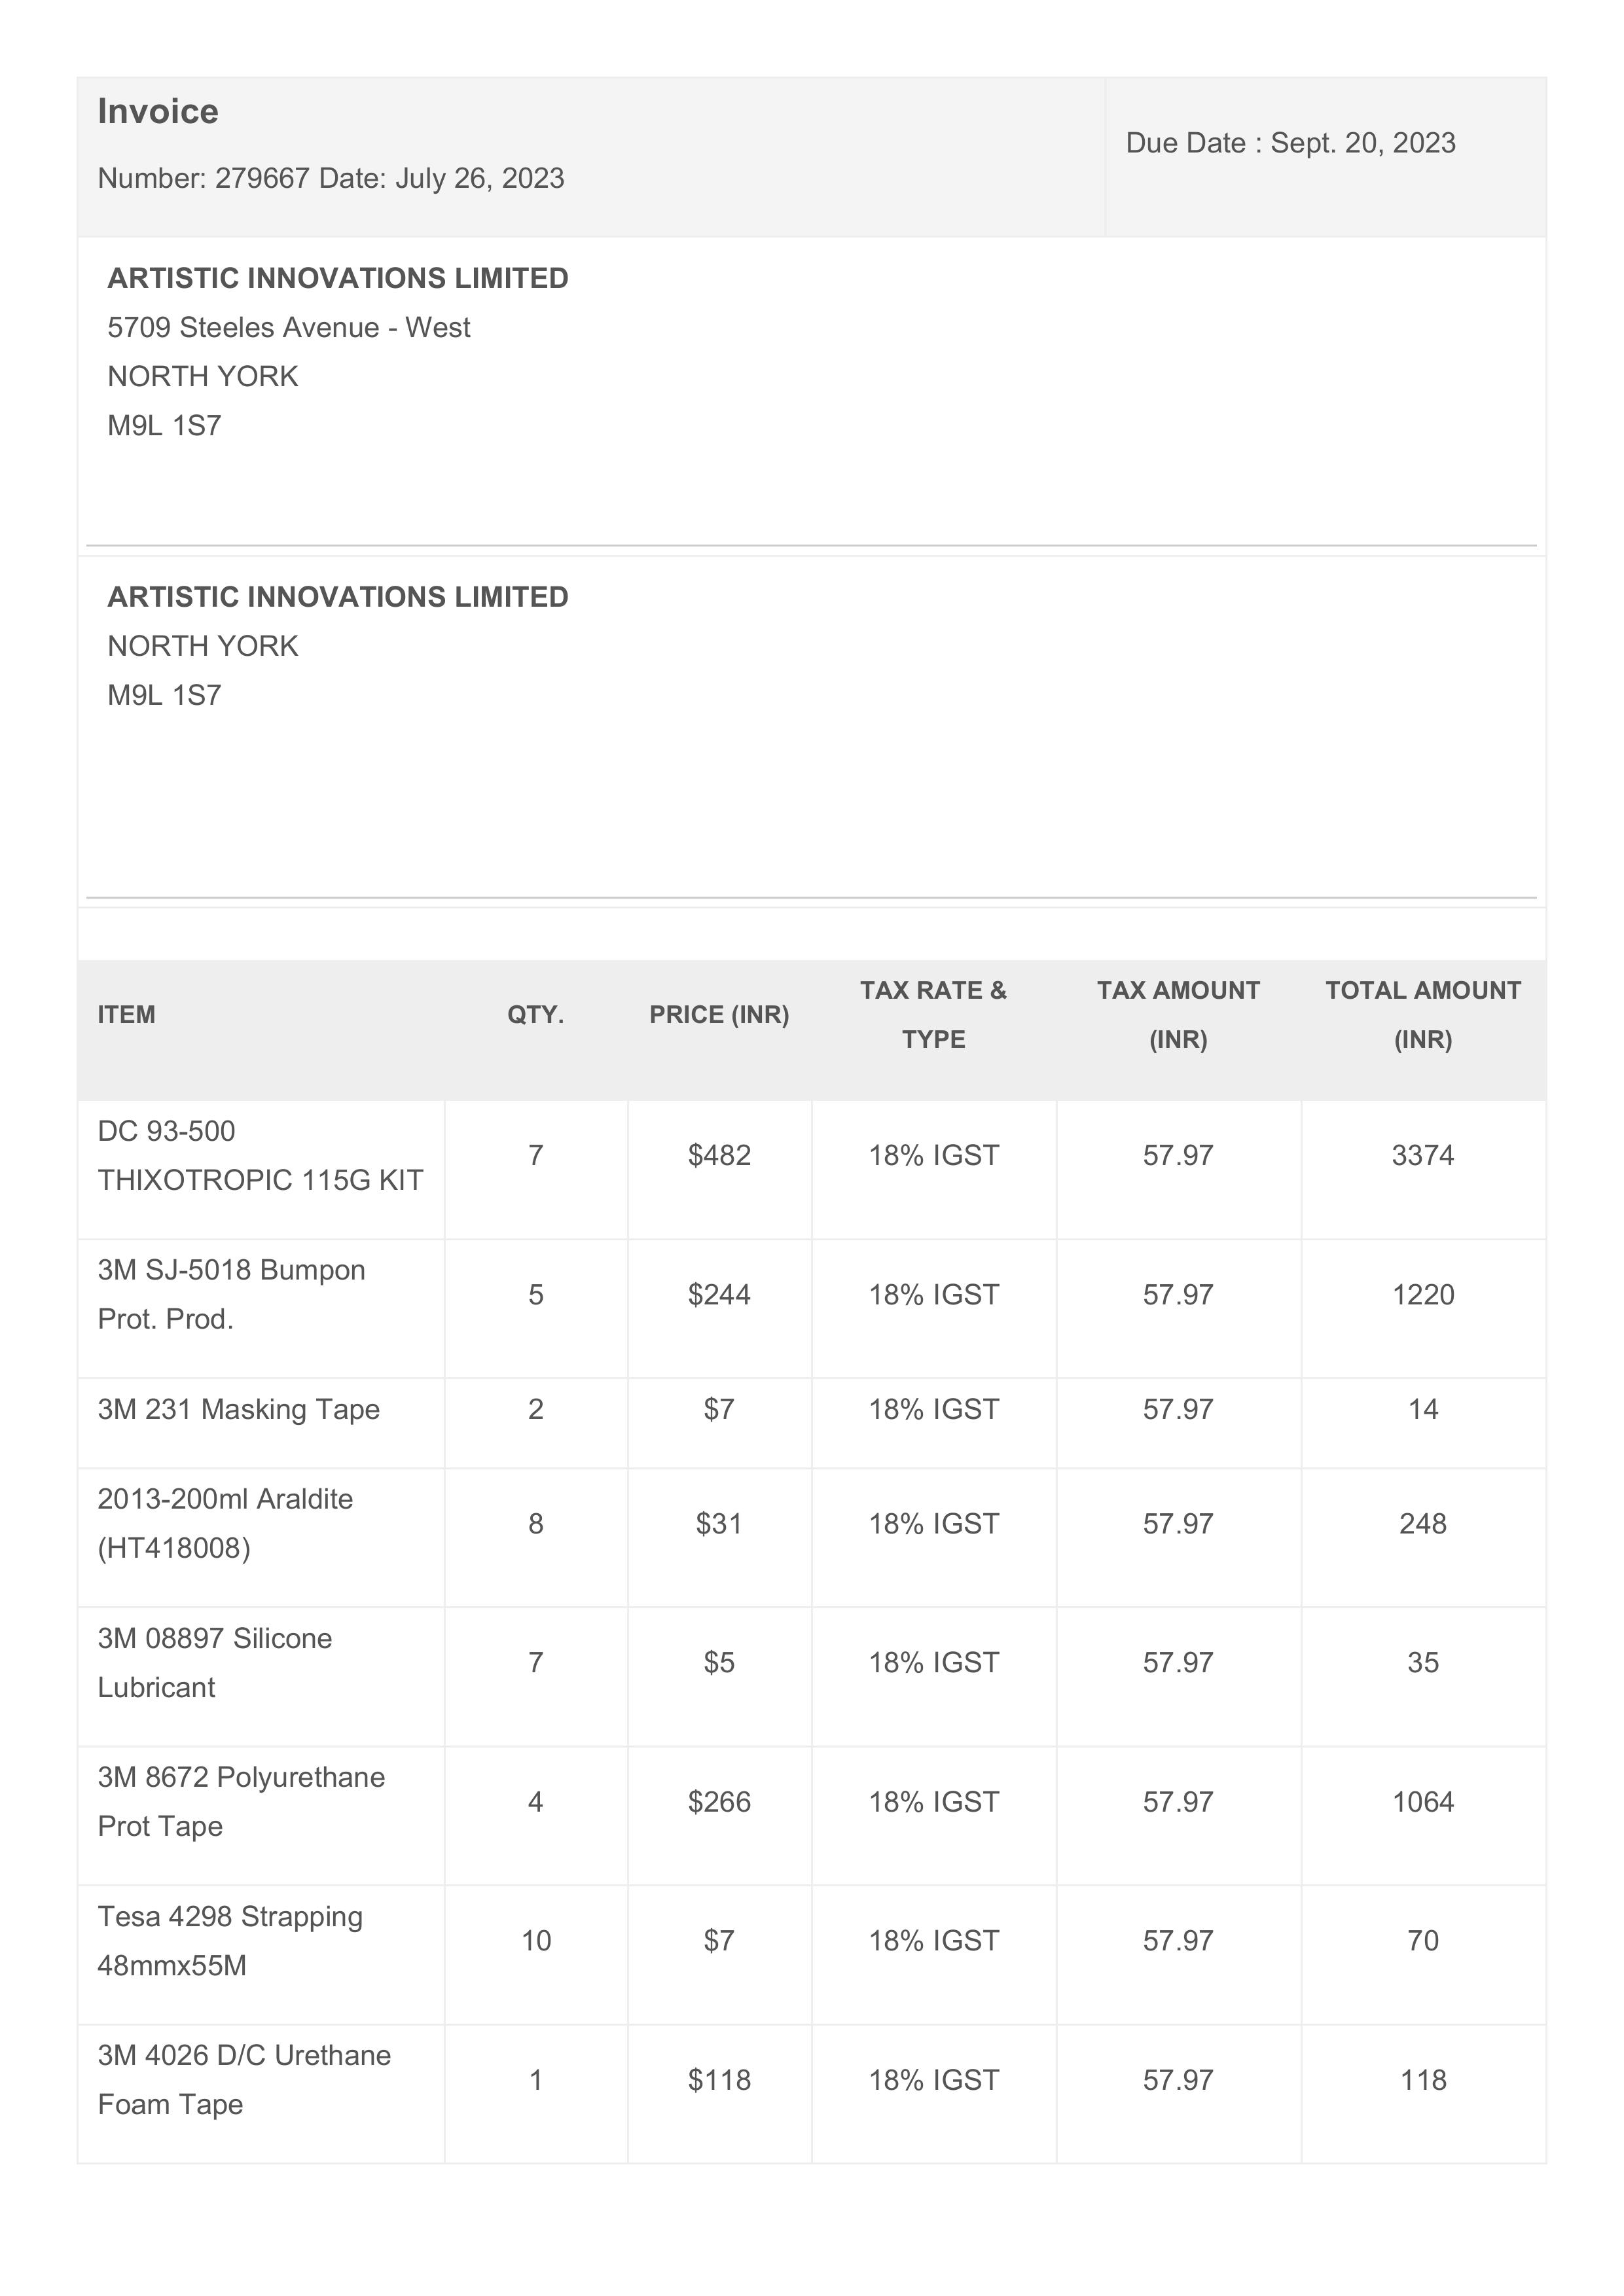 Invoice
Number: 279667 Date: July 26, 2023
Due Date : Sept. 20, 2023
ARTISTIC INNOVATIONS LIMITED
5709 Steeles Avenue - West
NORTH YORK
M9L 1S7
ARTISTIC INNOVATIONS LIMITED
NORTH YORK
M9L 1S7
ITEM QTY. PRICE (INR) TAX RATE & TYPE TAX AMOUNT (INR) TOTAL AMOUNT (INR)
DC 93-500
THIXOTROPIC 115G KIT
7 $482 18% IGST 57.97 3374
3M SJ-5018 Bumpon
Prot. Prod.
5 $244 18% IGST 57.97 1220
3M 231 Masking Tape 2 $7 18% IGST 57.97 14
2013-200ml Araldite
(HT418008)
8 $31 18% IGST 57.97 248
3M 08897 Silicone
Lubricant
7 $5 18% IGST 57.97 35
3M 8672 Polyurethane
Prot Tape
4 $266 18% IGST 57.97 1064
Tesa 4298 Strapping
48mmx55M
10 $7 18% IGST 57.97 70
3M 4026 D/C Urethane
Foam Tape
1 $118 18% IGST 57.97 118